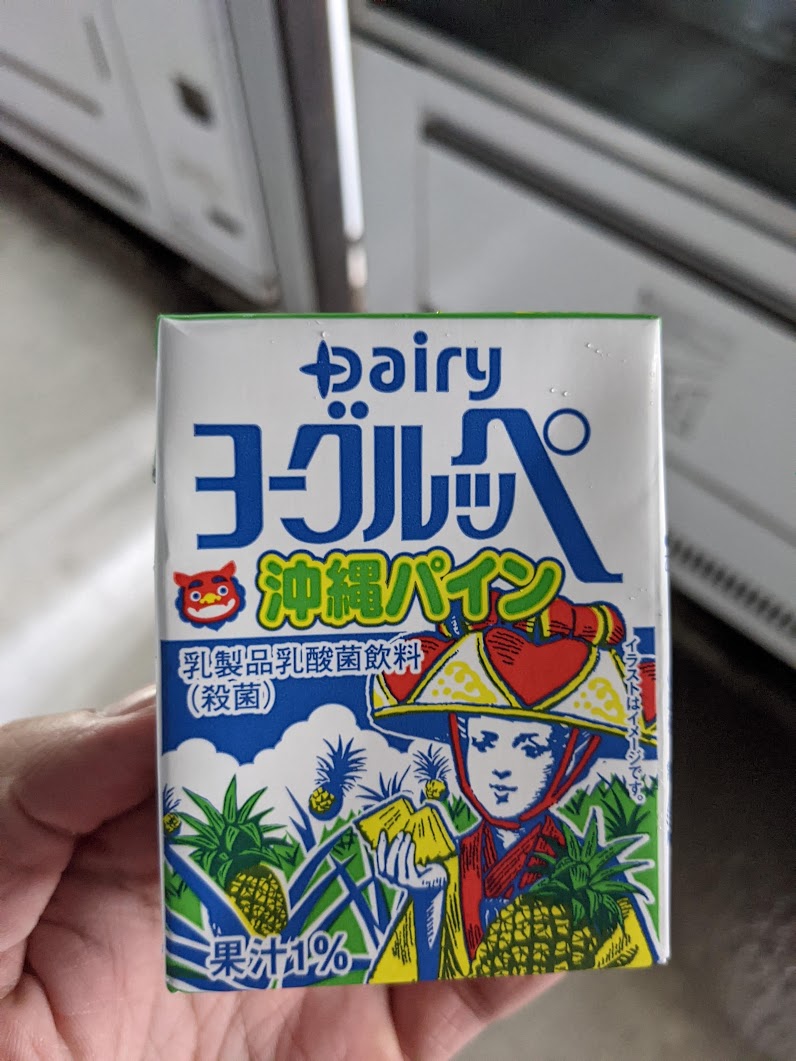 Dairy
ヨーグルッペ
沖縄パイン
乳製品乳酸菌飲料
（殺菌）
イラストはイメージです。
果汁1%